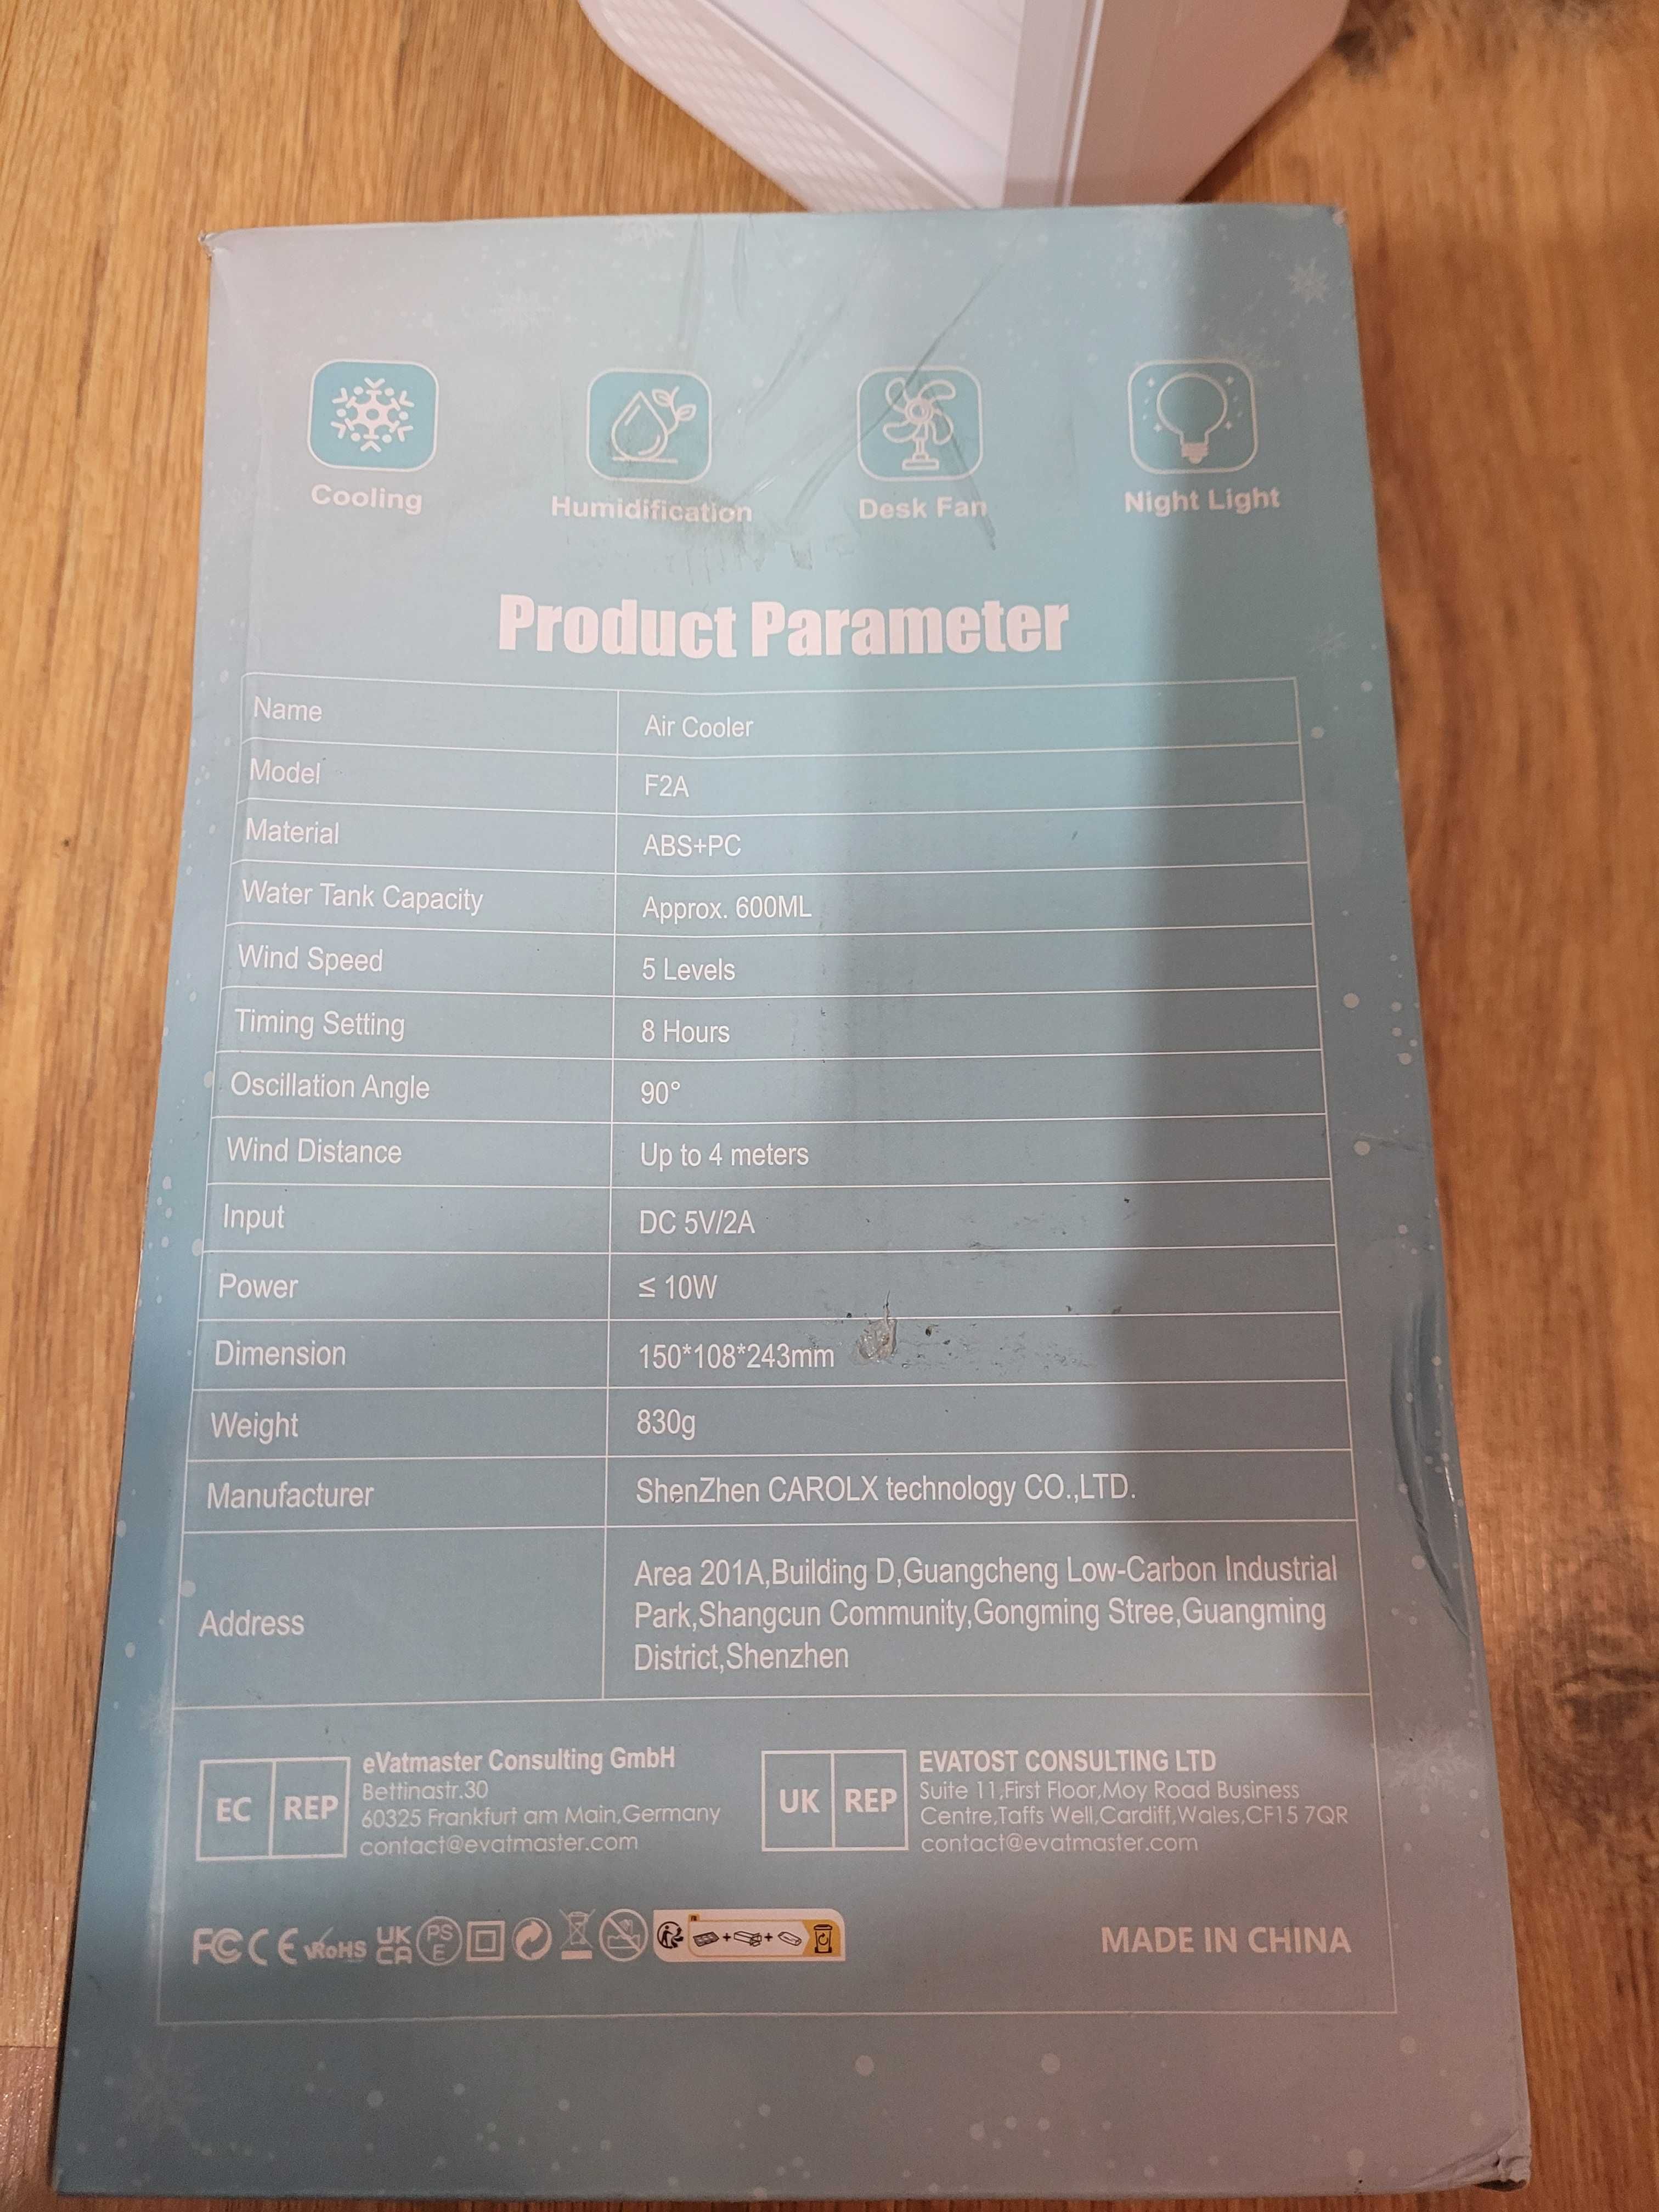 Cooling
Humidification
Desk Fan
Night Light
Product Parameter
Name Air Cooler
Model F2A
Material ABS+PC
Water Tank Capacity Approx. 600ML
Wind Speed 5 Levels
Timing Setting 8 Hours
Oscillation Angle 90°
Wind Distance Up to 4 meters
Input DC 5V/2A
Power ≤ 10W
Dimension 150*108*243mm
Weight 830g
Manufacturer ShenZhen CAROLX technology CO.,LTD.
Address
Area 201A,Building D,Guangcheng Low-Carbon Industrial
Park,Shangcun Community,Gongming Stree,Guangming
District,Shenzhen
EC REP
eVatmaster Consulting GmbH
Bettinastr.30
60325 Frankfurt am Main,Germany
contact@evatmaster.com
UK REP
EVATOST CONSULTING LTD
Suite 11,First Floor,Moy Road Business
Centre,Taffs Well,Cardiff,Wales,CF15 7QR
contact@evatmaster.com
FC CE RoHS UK CA PS E
MADE IN CHINA